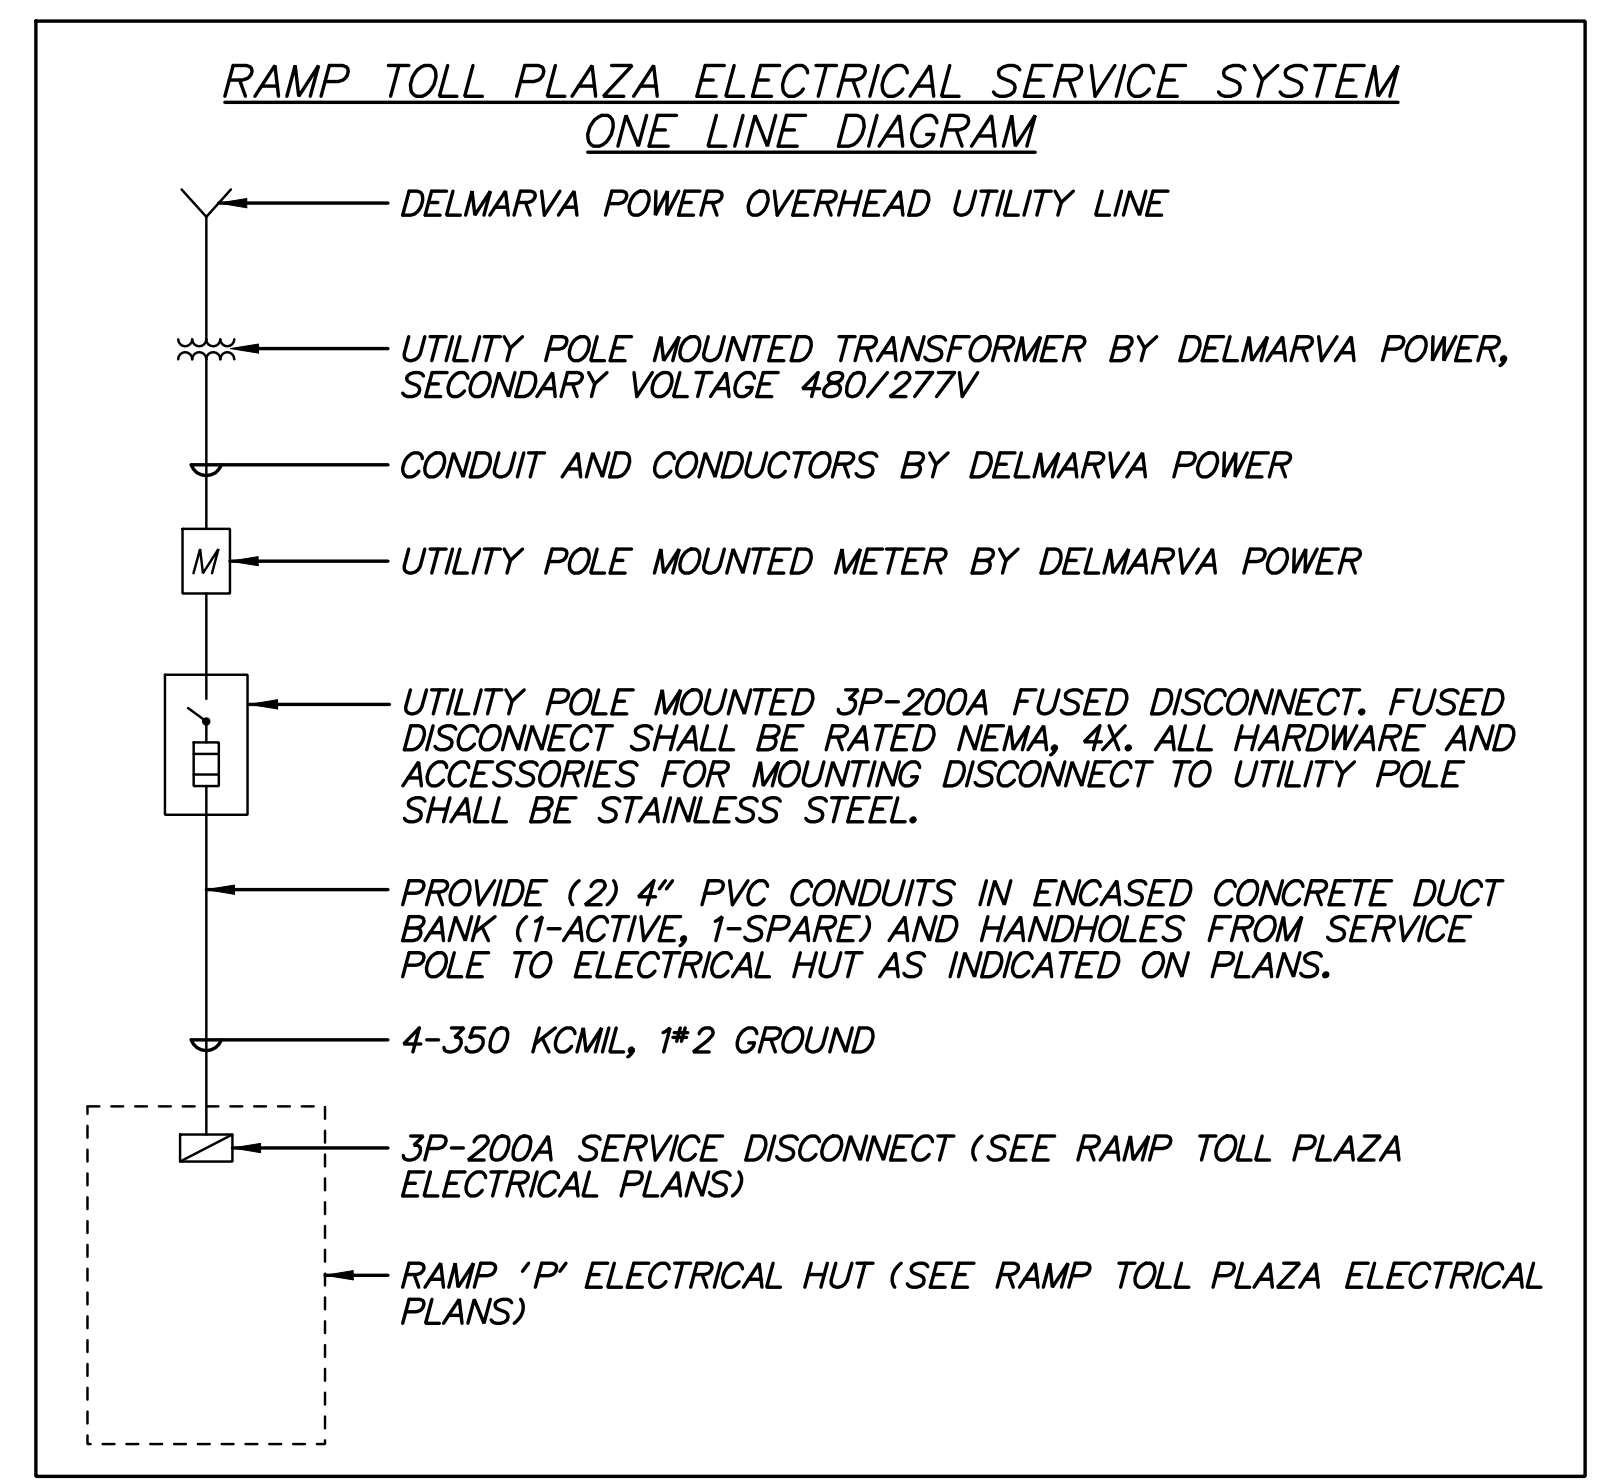 RAMP TOLL PLAZA ELECTRICAL SERVICE SYSTEM
ONE LINE DIAGRAM
DELMARVA POWER OVERHEAD UTILITY LINE
UTILITY POLE MOUNTED TRANSFORMER BY DELMARVA POWER,
SECONDARY VOLTAGE 480/277V
CONDUIT AND CONDUCTORS BY DELMARVA POWER
M
UTILITY POLE MOUNTED METER BY DELMARVA POWER
UTILITY POLE MOUNTED 3P-200A FUSED DISCONNECT. FUSED
DISCONNECT SHALL BE RATED NEMA, 4X. ALL HARDWARE AND
ACCESSORIES FOR MOUNTING DISCONNECT TO UTILITY POLE
SHALL BE STAINLESS STEEL.
PROVIDE (2) 4" PVC CONDUITS IN ENCASED CONCRETE DUCT
BANK (1-ACTIVE, 1-SPARE) AND HANDHOLES FROM SERVICE
POLE TO ELECTRICAL HUT AS INDICATED ON PLANS.
4-350 KCMIL, 1#2 GROUND
3P-200A SERVICE DISCONNECT (SEE RAMP TOLL PLAZA
ELECTRICAL PLANS)
RAMP 'P' ELECTRICAL HUT (SEE RAMP TOLL PLAZA ELECTRICAL
PLANS)